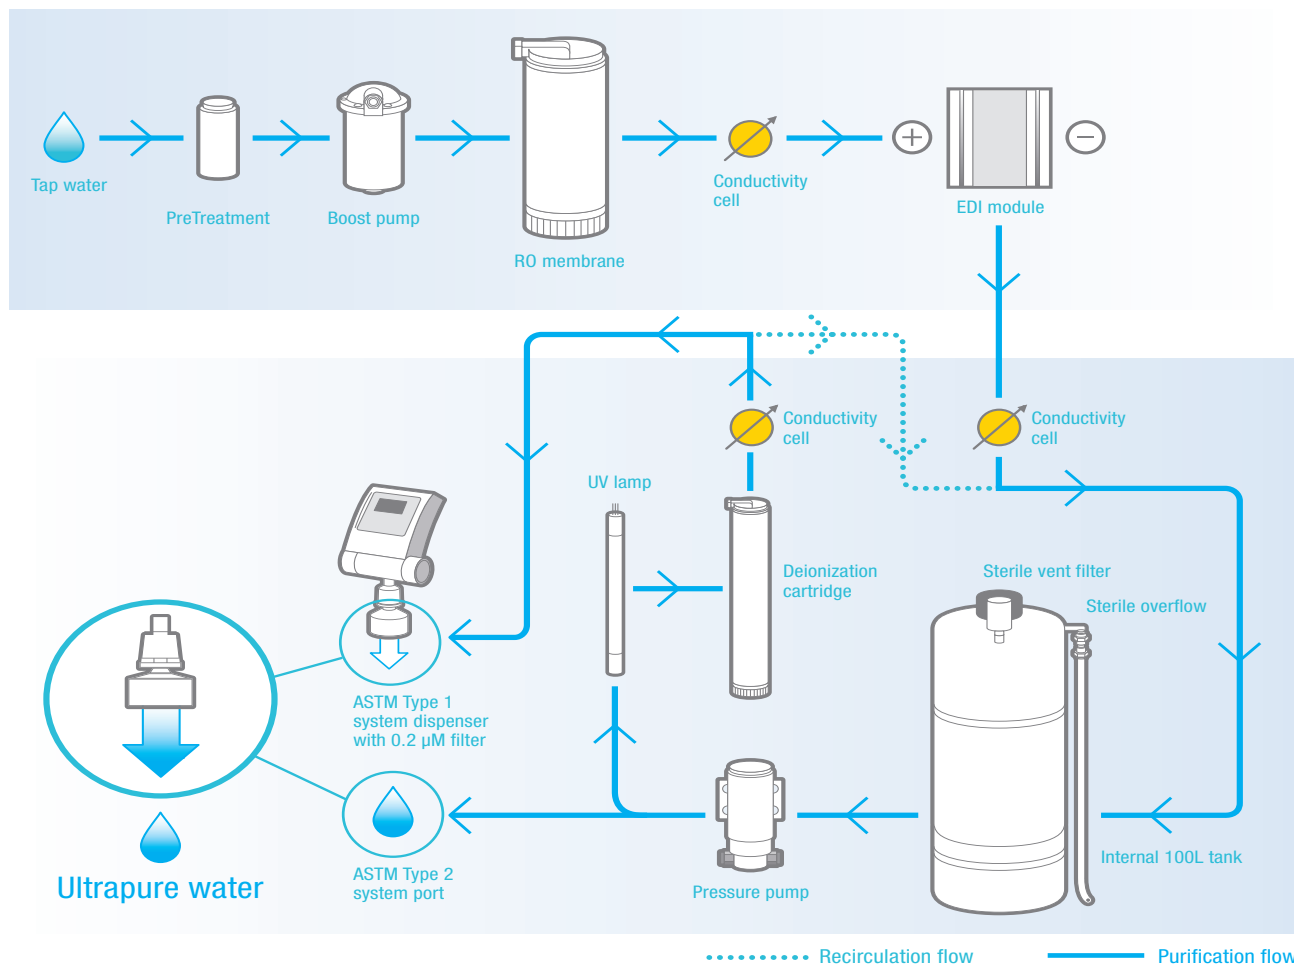 Tap water
PreTreatment
Boost pump
RO membrane
Conductivity
cell
EDI module
Conductivity
cell
Conductivity
cell
UV lamp
Deionization
cartridge
Sterile vent filter
Sterile overflow
ASTM Type 1
system dispenser
with 0.2 µM filter
Internal 100L tank
ASTM Type 2
system port
Pressure pump
Ultrapure water
Recirculation flow
Purification flow